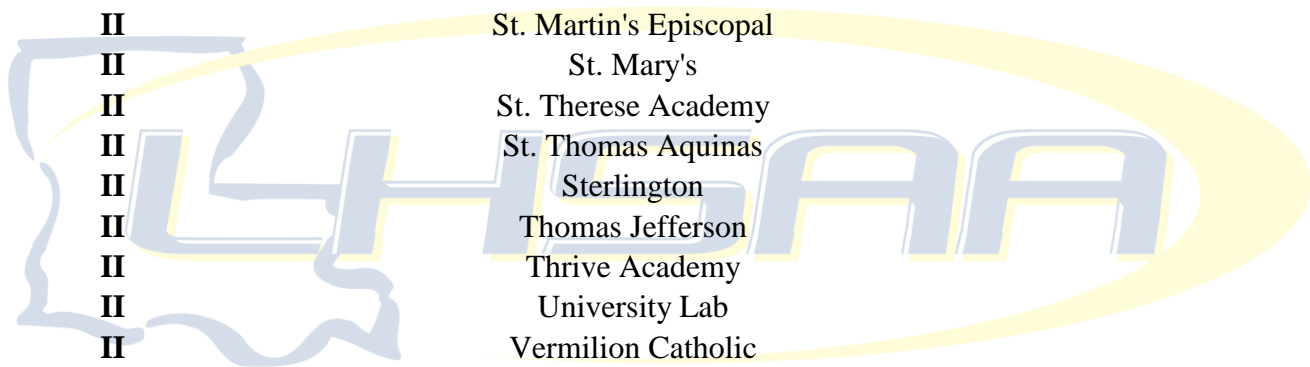 II St. Martin's Episcopal
II St. Mary's
II St. Therese Academy
II St. Thomas Aquinas
II Sterlington
II Thomas Jefferson
II Thrive Academy
II University Lab
II Vermilion Catholic
LHSAA